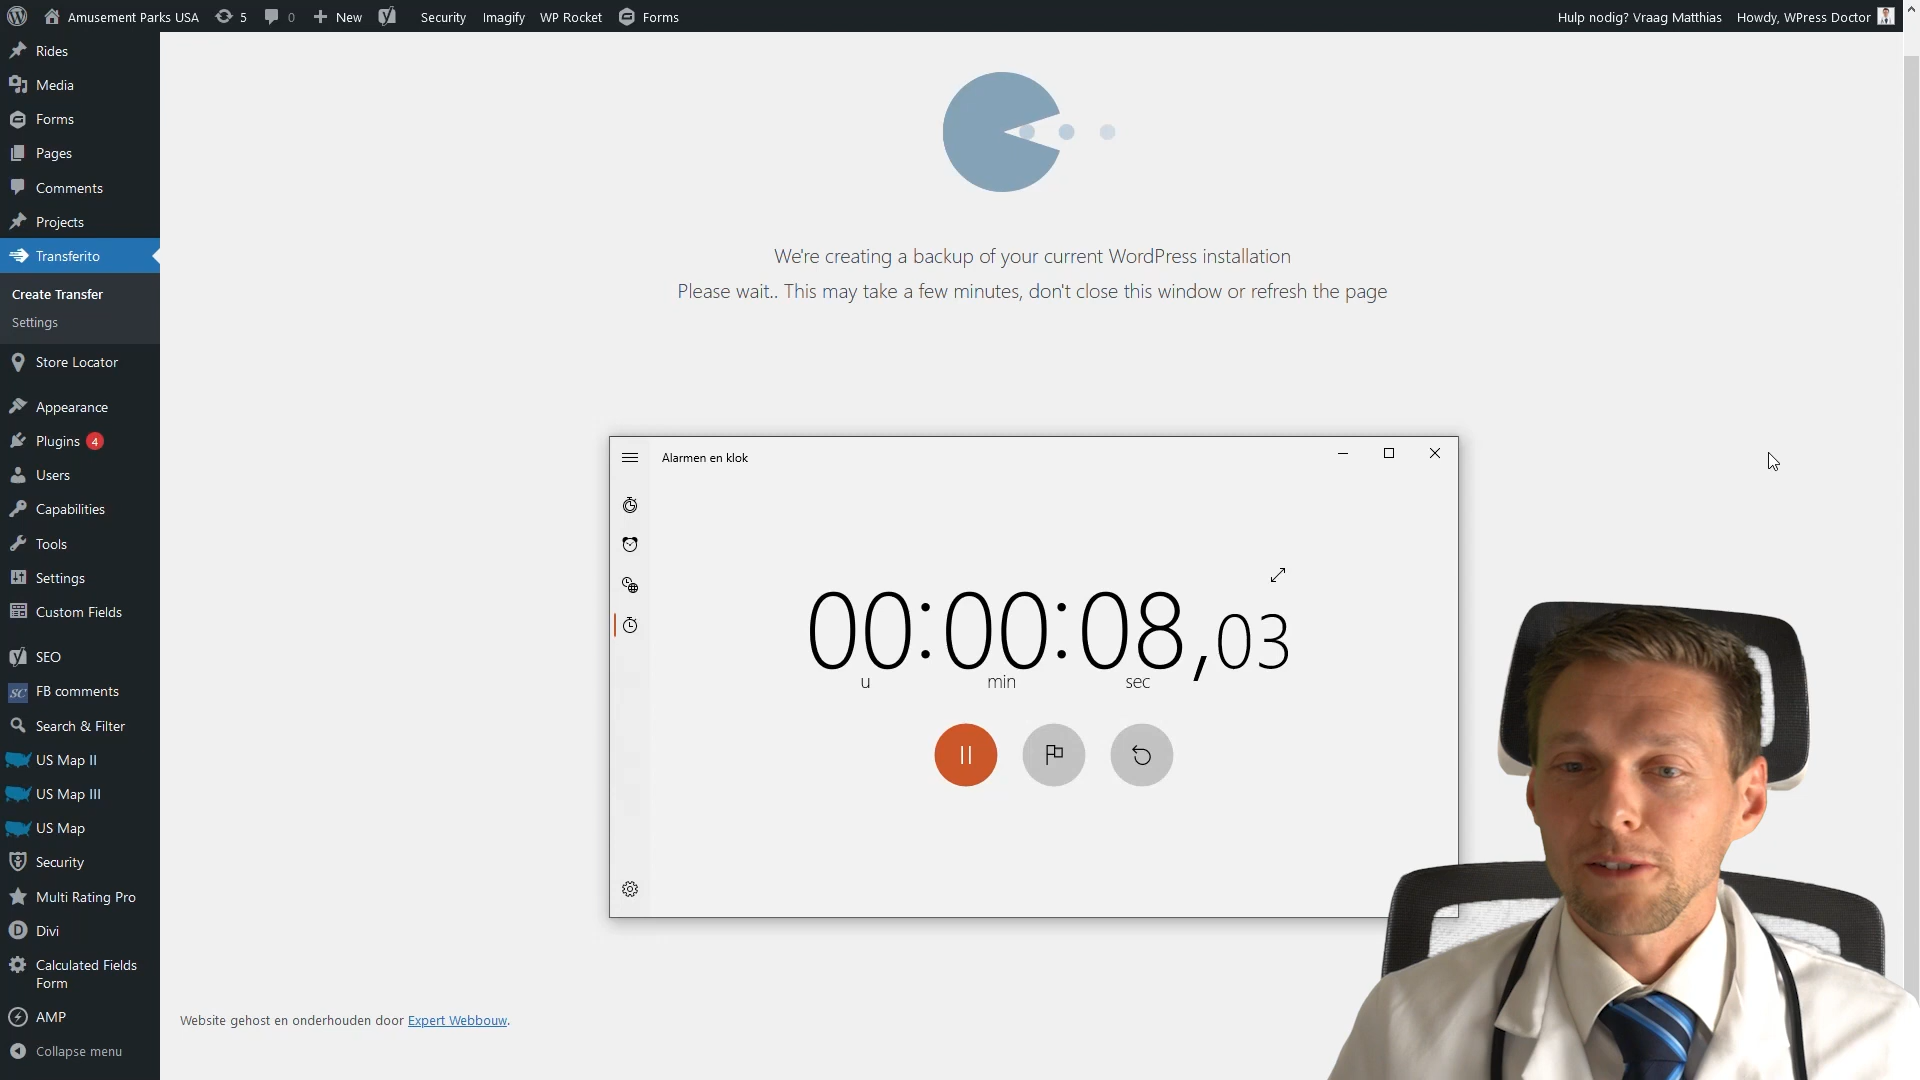 Amusement Parks USA
5
0
New
Security
Imagify
WP Rocket
Forms
Hulp nodig? Vraag Matthias
Howdy, WPress Doctor
Rides
Media
Forms
Pages
Comments
Projects
Transferito
Create Transfer
Settings
Store Locator
Appearance
Plugins 4
Users
Capabilities
Tools
Settings
Custom Fields
SEO
FB comments
Search & Filter
US Map II
US Map III
US Map
Security
Multi Rating Pro
Divi
Calculated Fields
Form
AMP
Collapse menu
We're creating a backup of your current WordPress installation
Please wait.. This may take a few minutes, don't close this window or refresh the page
Alarmen en klok
00:00:08,03
u min sec
Website gehost en onderhouden door Expert Webbouw.